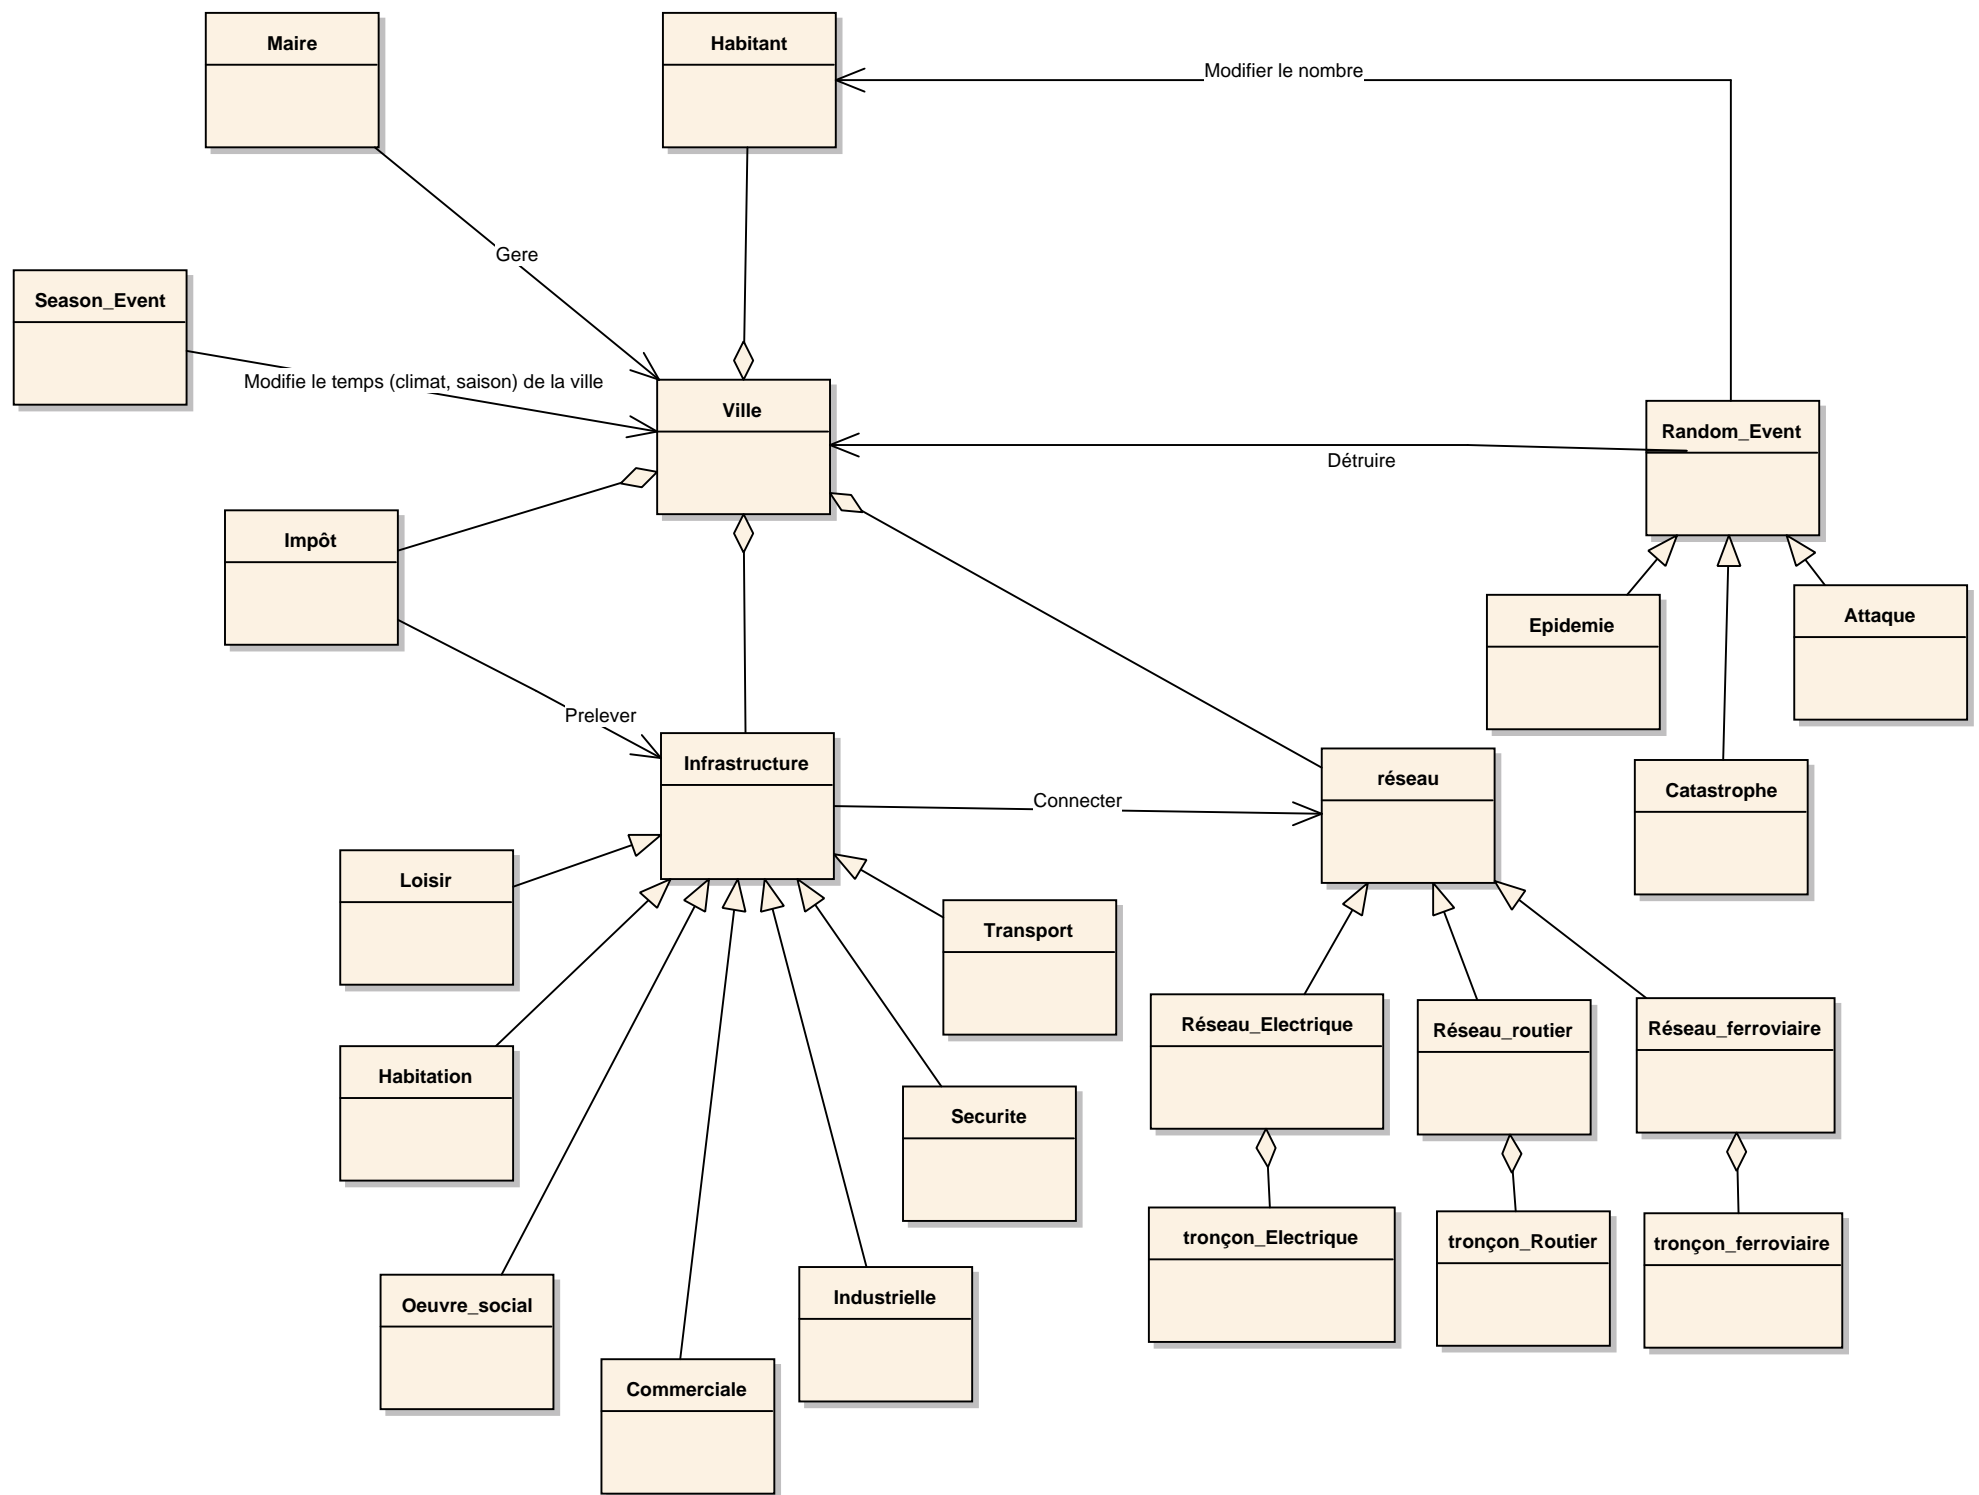 Maire
Habitant
Modifier le nombre
Gere
Season_Event
Modifie le temps (climat, saison) de la ville
Ville
Random_Event
Détruire
Impôt
Epidemie
Attaque
Prelever
Infrastructure
réseau
Catastrophe
Connecter
Loisir
Transport
Réseau_Electrique
Réseau_routier
Réseau_ferroviaire
Habitation
Securite
tronçon_Electrique
tronçon_Routier
tronçon_ferroviaire
Oeuvre_social
Industrielle
Commerciale